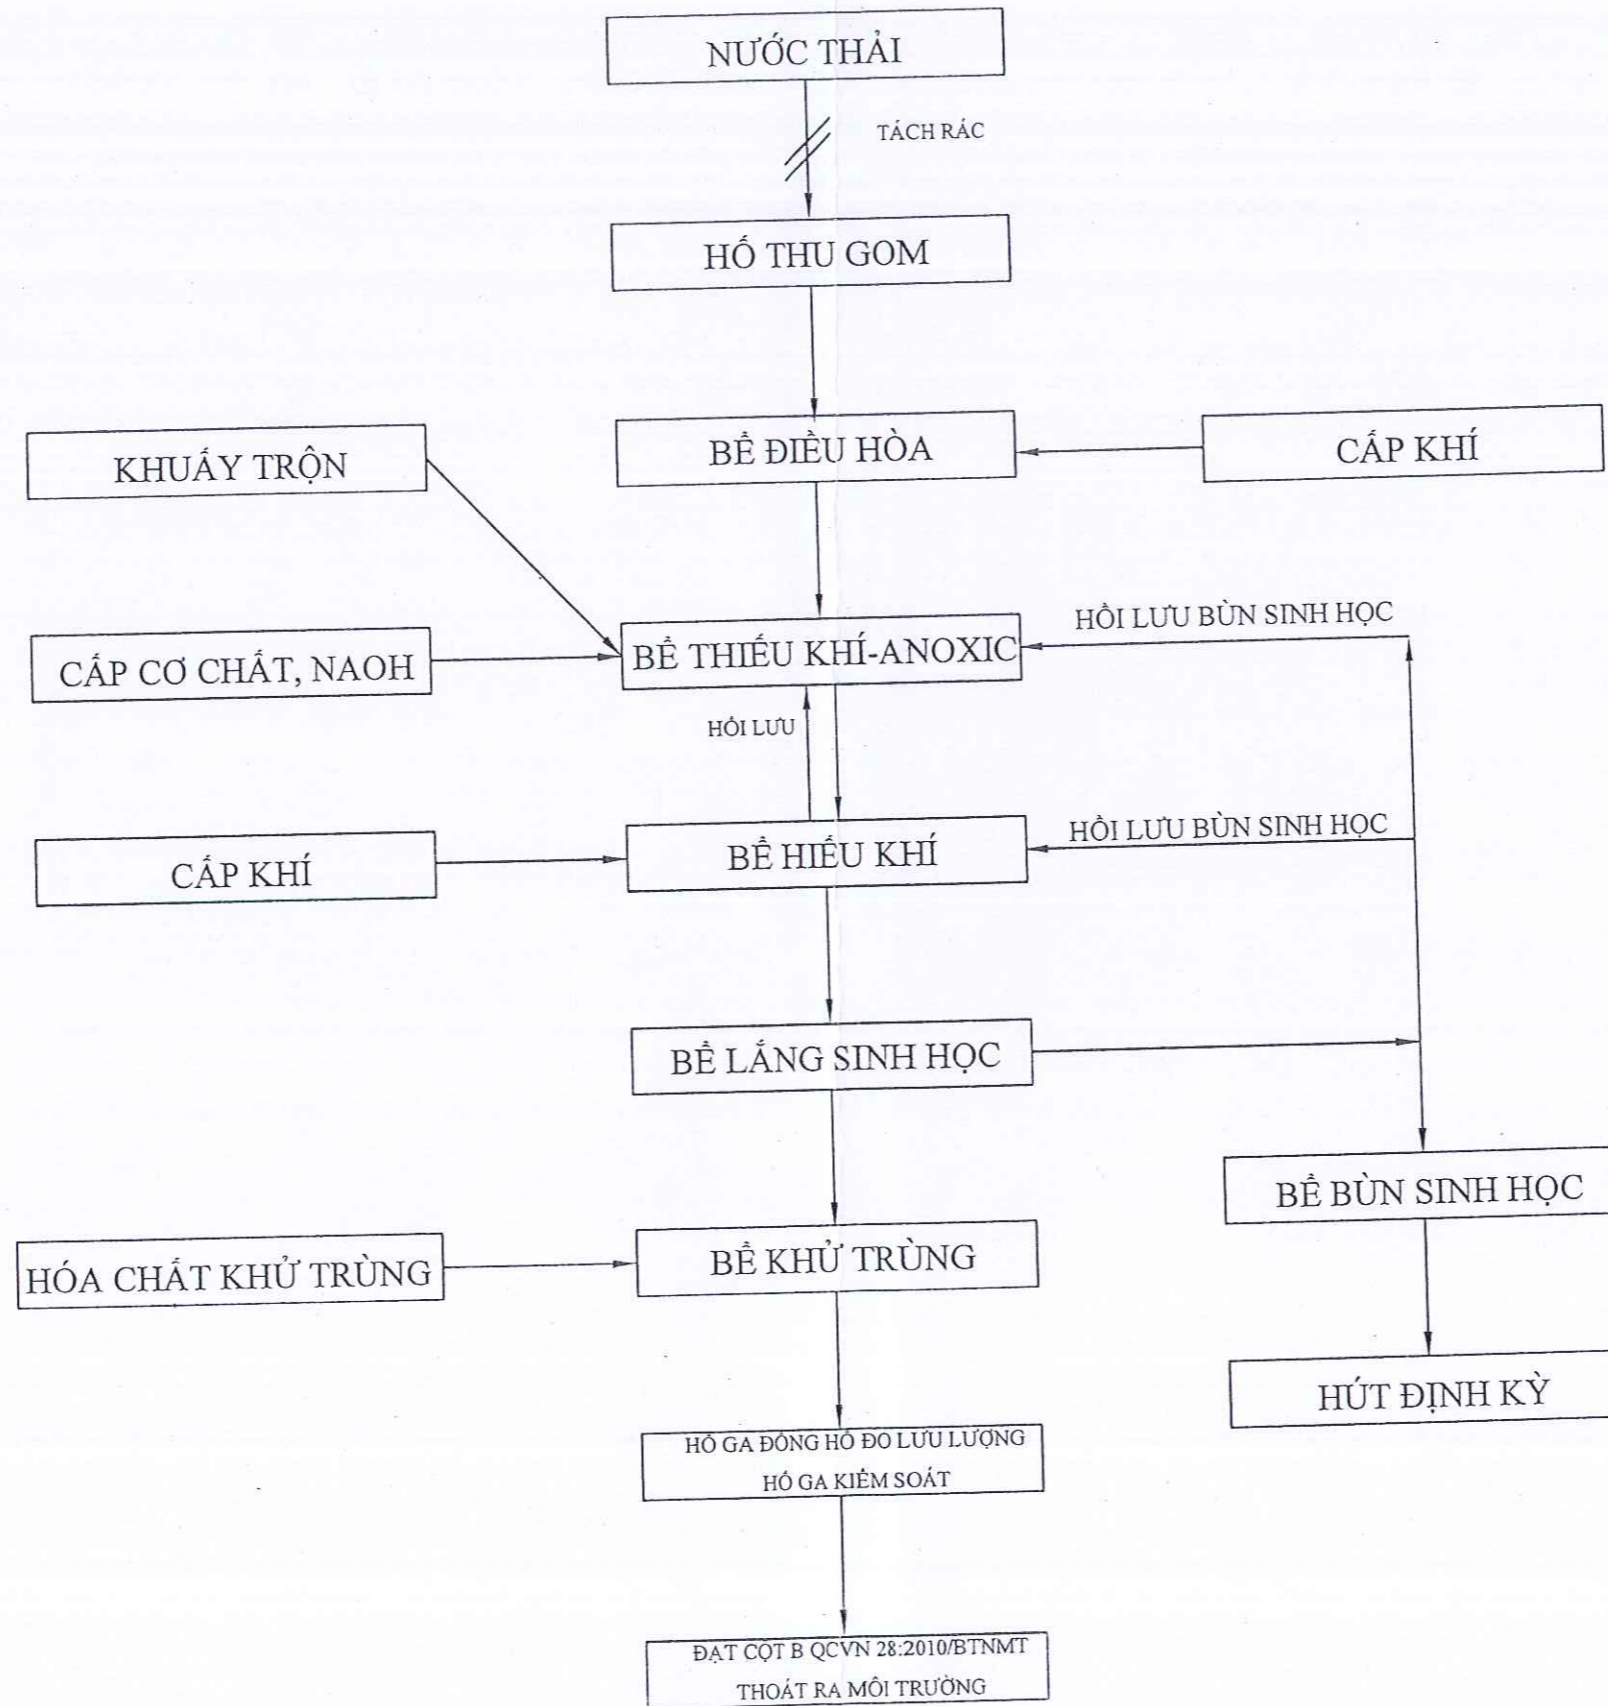 NƯỚC THẢI
TÁCH RÁC
HỐ THU GOM
KHUẤY TRỘN
BỂ ĐIỀU HÒA
CẤP KHÍ
HỒI LƯU BÙN SINH HỌC
CẤP CƠ CHẤT, NAOH
BỂ THIẾU KHÍ-ANOXIC
HỒI LƯU
HỒI LƯU BÙN SINH HỌC
CẤP KHÍ
BỂ HIẾU KHÍ
BỂ LẮNG SINH HỌC
BỂ BÙN SINH HỌC
HÓA CHẤT KHỬ TRÙNG
BỂ KHỬ TRÙNG
HÚT ĐỊNH KỲ
HỐ GA ĐỒNG HỒ ĐO LƯU LƯỢNG
HỐ GA KIỂM SOÁT
ĐẠT CỘT B QCVN 28:2010/BTNMT
THOÁT RA MÔI TRƯỜNG